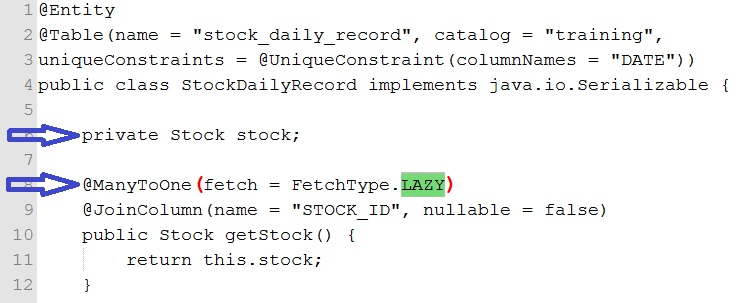 1 @Entity
2 @Table(name = "stock_daily_record", catalog = "training",
3 uniqueConstraints = @UniqueConstraint(columnNames = "DATE"))
4 public class StockDailyRecord implements java.io.Serializable {
5
6 private Stock stock;
7
8 @ManyToOne(fetch = FetchType.LAZY)
9 @JoinColumn(name = "STOCK_ID", nullable = false)
10 public Stock getStock() {
11 return this.stock;
12 }